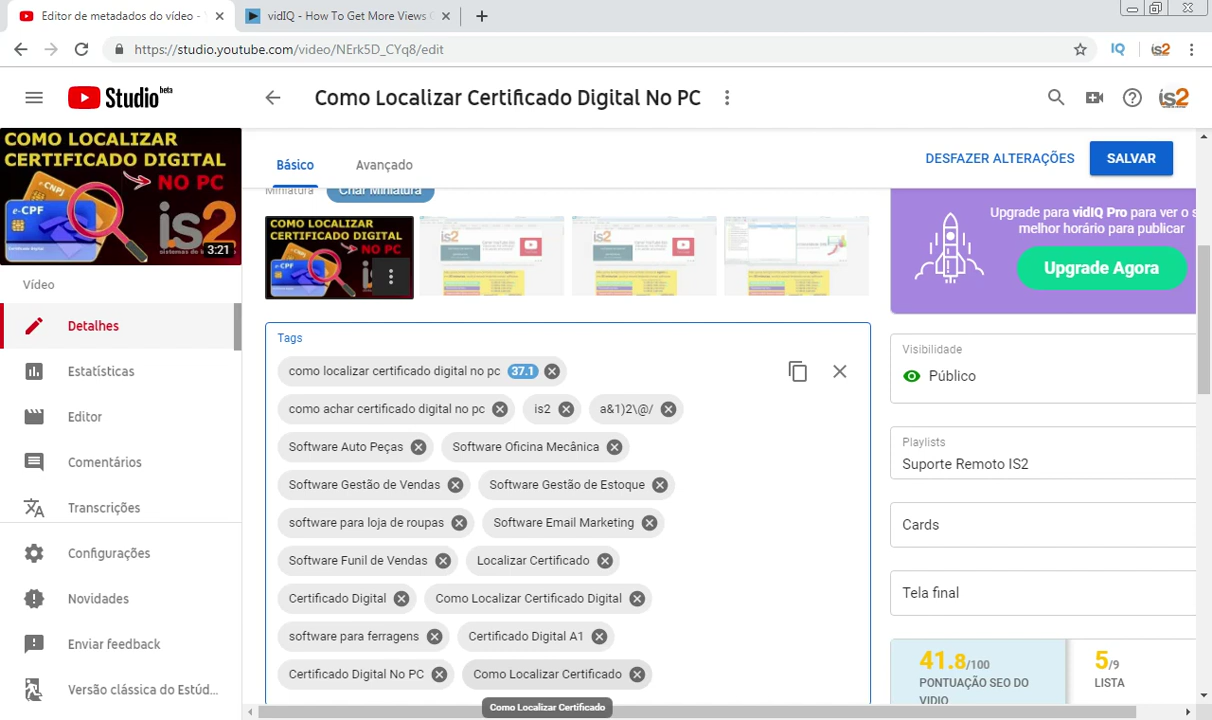 Editor de metadados do vídeo -
vidIQ - How To Get More Views
https://studio.youtube.com/video/NErk5D_CYq8/edit
IQ
is2
Studio beta
Como Localizar Certificado Digital No PC
is2
COMO LOCALIZAR
CERTIFICADO DIGITAL
NO PC
e-CPF
CNPJ
is2
3:21
Básico
Avançado
DESFAZER ALTERAÇÕES
SALVAR
Miniatura
Criar Miniatura
COMO LOCALIZAR
CERTIFICADO DIGITAL
NO PC
e-CPF
is2
is2
is2
Upgrade para vidIQ Pro para ver o s
melhor horário para publicar
Upgrade Agora
Vídeo
Detalhes
Estatísticas
Editor
Comentários
Transcrições
Configurações
Novidades
Enviar feedback
Versão clássica do Estúd...
Tags
como localizar certificado digital no pc 37.1
como achar certificado digital no pc
is2
a&1)2\@/
Software Auto Peças
Software Oficina Mecânica
Software Gestão de Vendas
Software Gestão de Estoque
software para loja de roupas
Software Email Marketing
Software Funil de Vendas
Localizar Certificado
Certificado Digital
Como Localizar Certificado Digital
software para ferragens
Certificado Digital A1
Certificado Digital No PC
Como Localizar Certificado
Como Localizar Certificado
Visibilidade
Público
Playlists
Suporte Remoto IS2
Cards
Tela final
41.8/100
PONTUAÇÃO SEO DO
VIDIO
5/9
LISTA